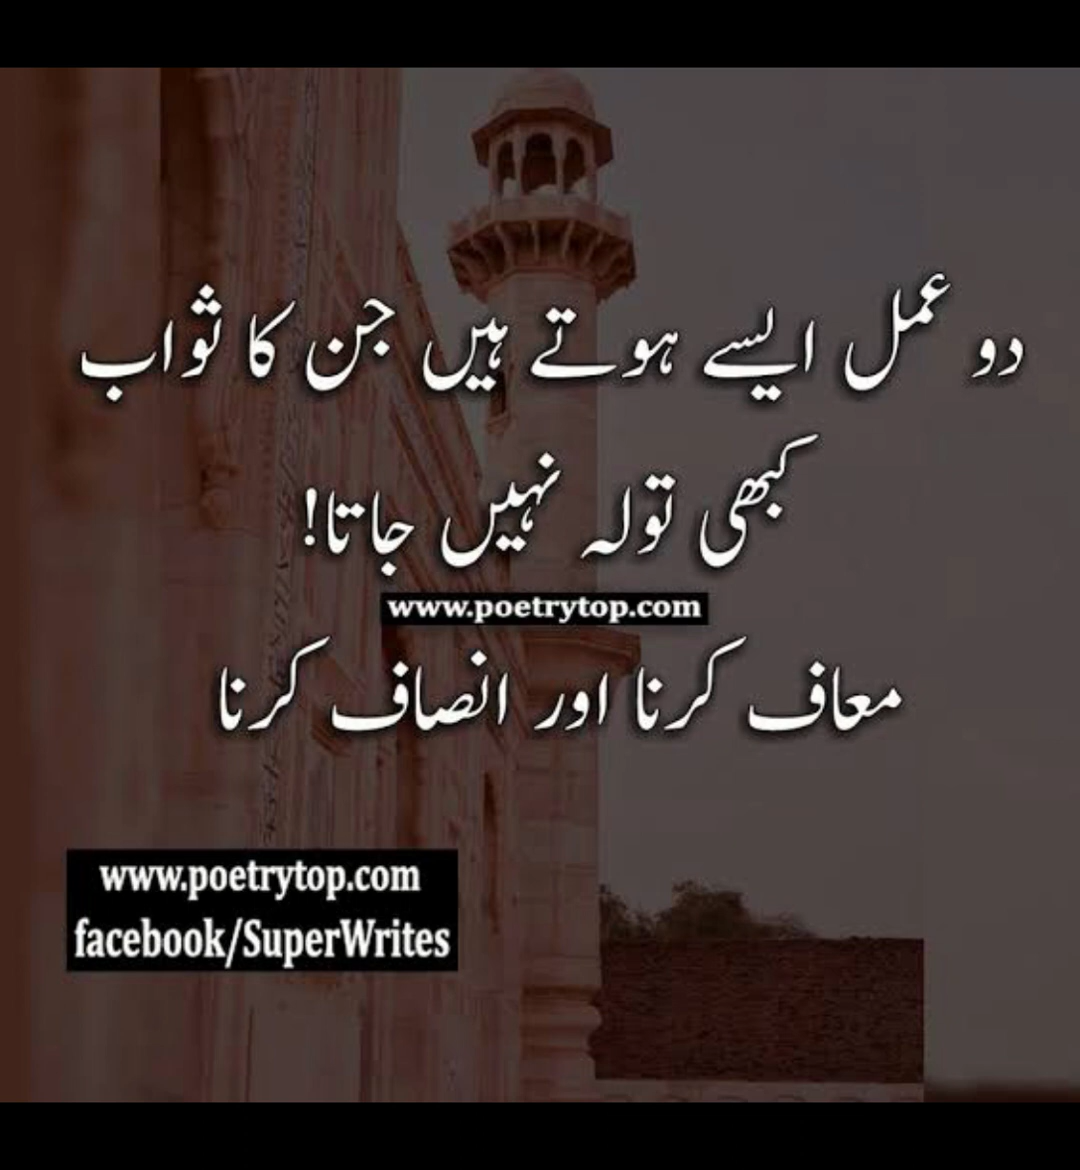 دو عمل ایسے ہوتے ہیں جن کا ثواب
کبھی تولہ نہیں جاتا!
www.poetrytop.com
معاف کرنا اور انصاف کرنا
www.poetrytop.com
facebook/SuperWrites